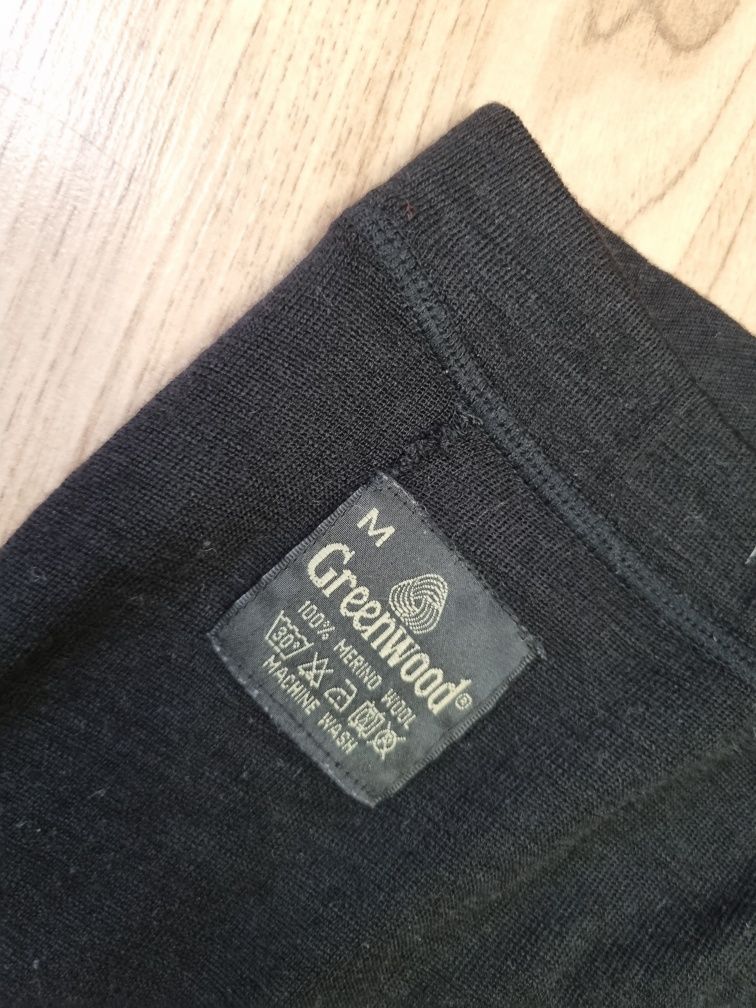 M
Greenwood®
100% MERINO WOOL
30°
MACHINE WASH